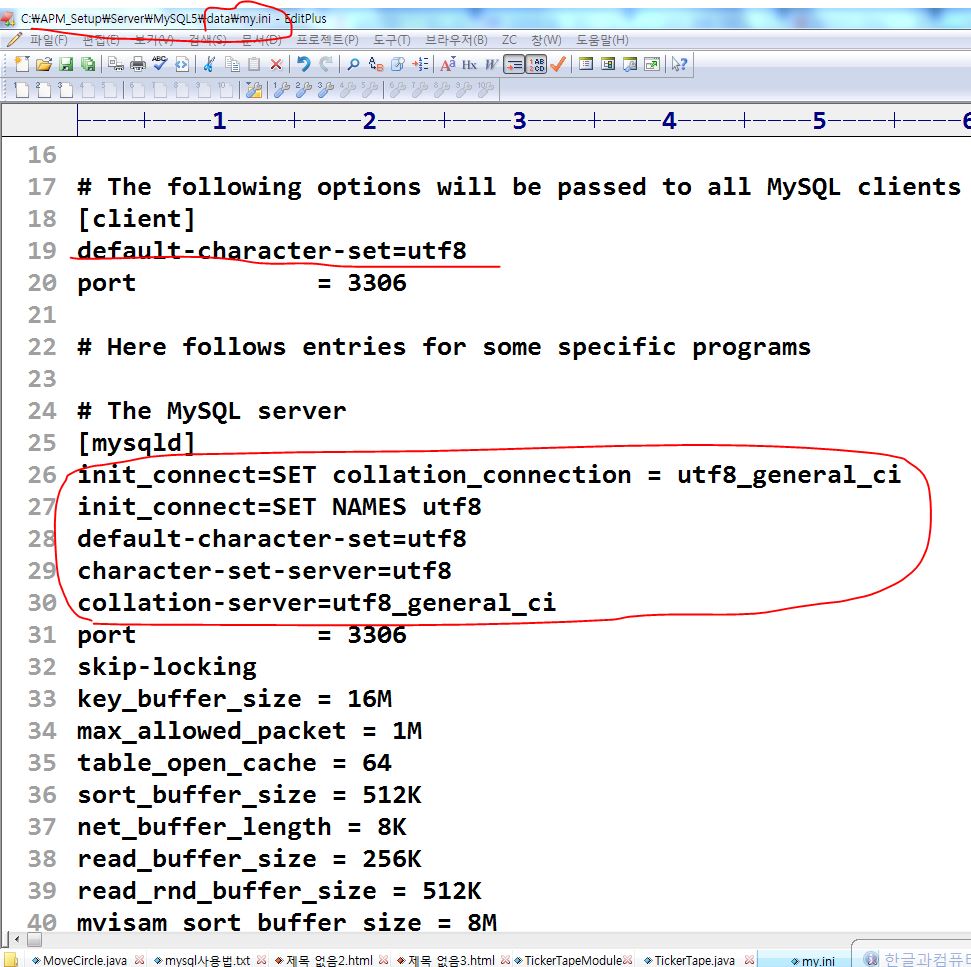 C:₩APM_Setup₩Server₩MySQL5₩data₩my.ini - EditPlus
파일(F) 편집(E) 보기(V) 검색(S) 문서(D) 프로젝트(P) 도구(T) 브라우저(B) ZC 창(W) 도움말(H)
1 2 3 4 5 6
16
17 # The following options will be passed to all MySQL clients
18 [client]
19 default-character-set=utf8
20 port            = 3306
21
22 # Here follows entries for some specific programs
23
24 # The MySQL server
25 [mysqld]
26 init_connect=SET collation_connection = utf8_general_ci
27 init_connect=SET NAMES utf8
28 default-character-set=utf8
29 character-set-server=utf8
30 collation-server=utf8_general_ci
31 port            = 3306
32 skip-locking
33 key_buffer_size = 16M
34 max_allowed_packet = 1M
35 table_open_cache = 64
36 sort_buffer_size = 512K
37 net_buffer_length = 8K
38 read_buffer_size = 256K
39 read_rnd_buffer_size = 512K
40 myisam_sort_buffer_size = 8M
MoveCircle.java mysql사용법.txt 제목 없음2.html 제목 없음3.html TickerTapeModule TickerTape.java my.ini 한글과컴퓨터